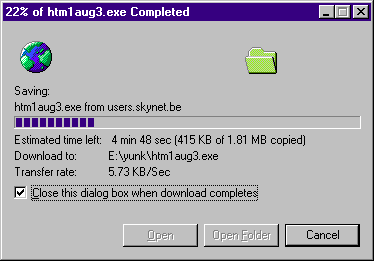 22% of htm1aug3.exe Completed
Saving:
htm1aug3.exe from users.skynet.be
Estimated time left: 4 min 48 sec (415 KB of 1.81 MB copied)
Download to: E:\yunk\htm1aug3.exe
Transfer rate: 5.73 KB/Sec
Close this dialog box when download completes
Open
Open Folder
Cancel